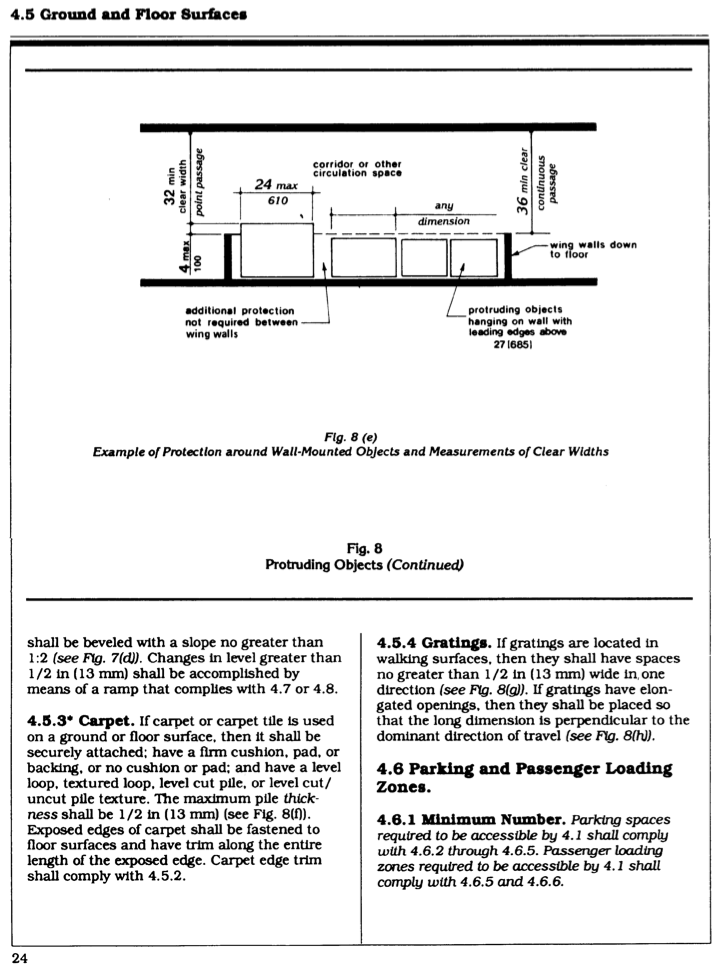 4.5 Ground and Floor Surfaces
32 min
clear width
point passage
corridor or other
circulation space
24 max
610
any
dimension
36 min clear
continuous
passage
4 max
100
wing walls down
to floor
additional protection
not required between
wing walls
protruding objects
hanging on wall with
leading edges above
27 (685)
Fig. 8 (e)
Example of Protection around Wall-Mounted Objects and Measurements of Clear Widths
Fig. 8
Protruding Objects (Continued)
shall be beveled with a slope no greater than
1:2 (see Fig. 7(d)). Changes in level greater than
1/2 in (13 mm) shall be accomplished by
means of a ramp that complies with 4.7 or 4.8.
4.5.3* Carpet. If carpet or carpet tile is used
on a ground or floor surface, then it shall be
securely attached; have a firm cushion, pad, or
backing, or no cushion or pad; and have a level
loop, textured loop, level cut pile, or level cut/
uncut pile texture. The maximum pile thick-
ness shall be 1/2 in (13 mm) (see Fig. 8(f)).
Exposed edges of carpet shall be fastened to
floor surfaces and have trim along the entire
length of the exposed edge. Carpet edge trim
shall comply with 4.5.2.
4.5.4 Gratings. If gratings are located in
walking surfaces, then they shall have spaces
no greater than 1/2 in (13 mm) wide in one
direction (see Fig. 8(g)). If gratings have elon-
gated openings, then they shall be placed so
that the long dimension is perpendicular to the
dominant direction of travel (see Fig. 8(h)).
4.6 Parking and Passenger Loading
Zones.
4.6.1 Minimum Number. Parking spaces
required to be accessible by 4.1 shall comply
with 4.6.2 through 4.6.5. Passenger loading
zones required to be accessible by 4.1 shall
comply with 4.6.5 and 4.6.6.
24